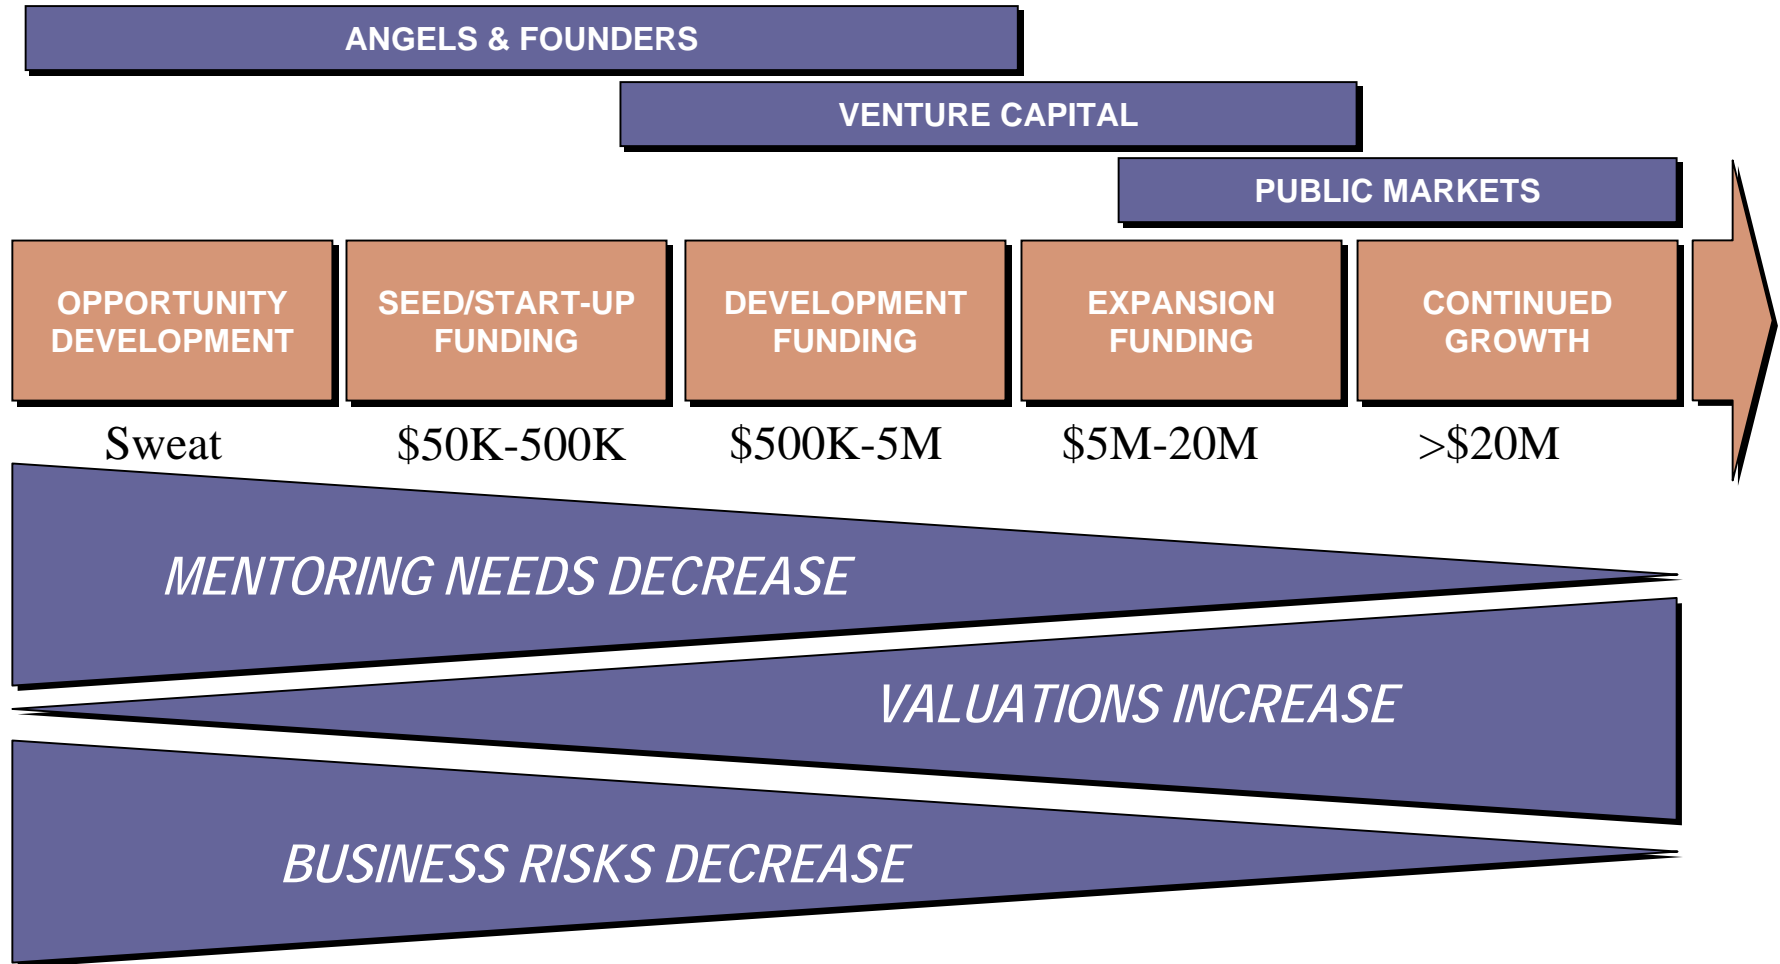 ANGELS & FOUNDERS
VENTURE CAPITAL
PUBLIC MARKETS
OPPORTUNITY
DEVELOPMENT
SEED/START-UP
FUNDING
DEVELOPMENT
FUNDING
EXPANSION
FUNDING
CONTINUED
GROWTH
Sweat
$50K-500K
$500K-5M
$5M-20M
>$20M
MENTORING NEEDS DECREASE
VALUATIONS INCREASE
BUSINESS RISKS DECREASE